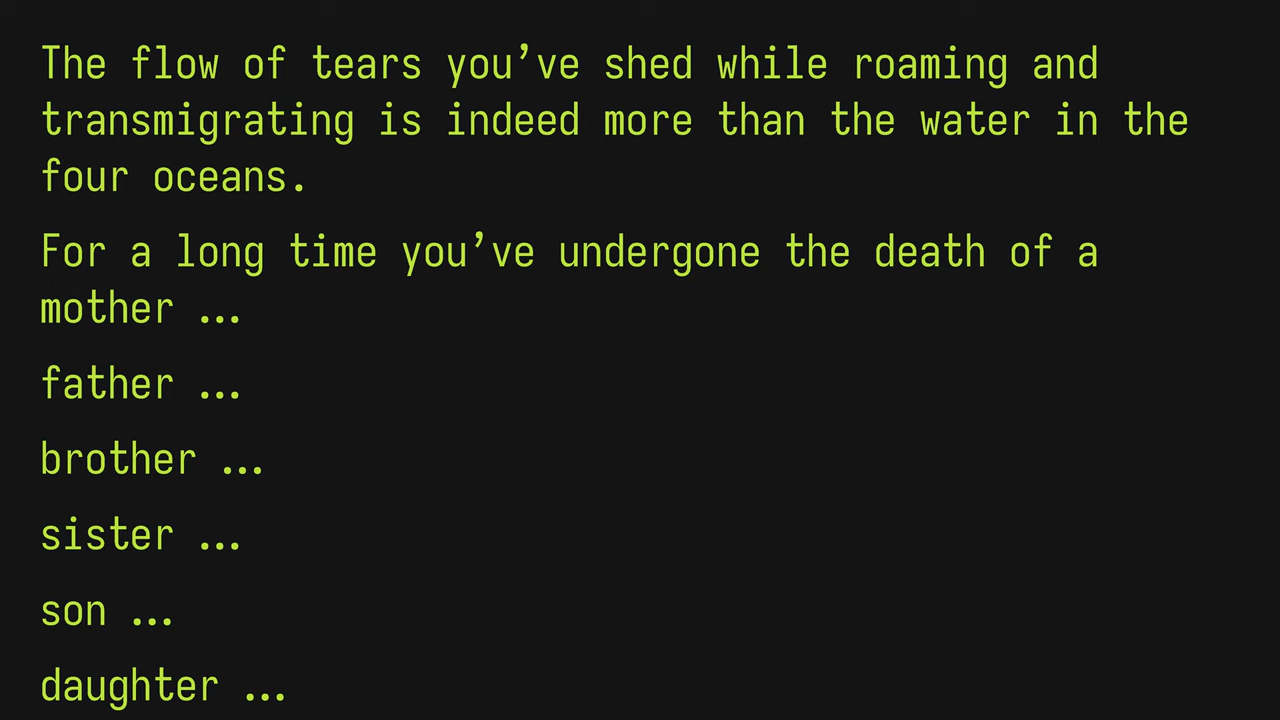 The flow of tears you’ve shed while roaming and
transmigrating is indeed more than the water in the
four oceans.
For a long time you’ve undergone the death of a
mother ...
father ...
brother ...
sister ...
son ...
daughter ...